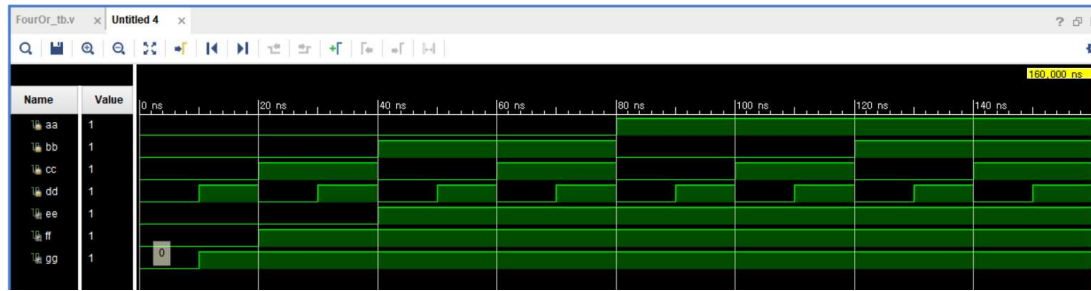 FourOr_tb.v × Untitled 4 × ?
160.000 ns
Name Value 0 ns 20 ns 40 ns 60 ns 80 ns 100 ns 120 ns 140 ns
aa 1
bb 1
cc 1
dd 1
ee 1
ff 1
0
gg 1